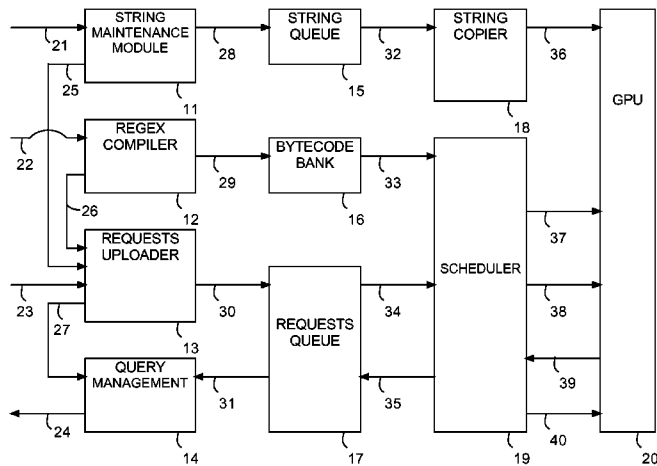 STRING
MAINTENANCE
MODULE
STRING
QUEUE
STRING
COPIER
GPU
21
28
32
36
25
11
15
18
REGEX
COMPILER
BYTECODE
BANK
22
29
33
26
12
16
37
REQUESTS
UPLOADER
SCHEDULER
23
30
34
38
27
13
REQUESTS
QUEUE
QUERY
MANAGEMENT
39
24
31
35
40
14
17
19
20